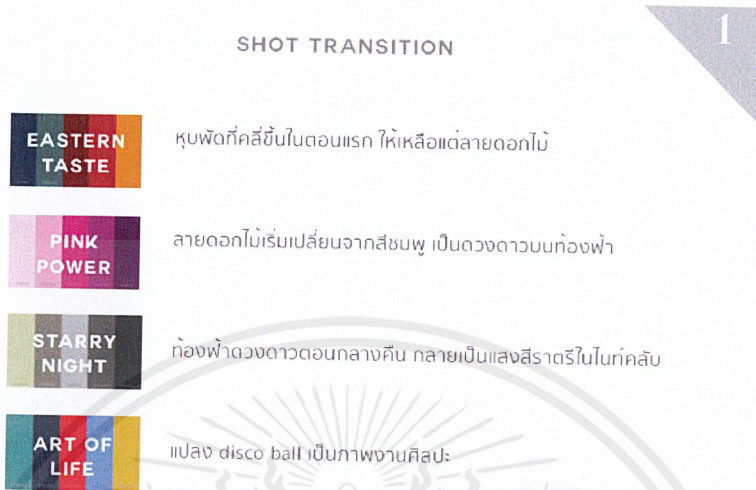 1
SHOT TRANSITION
EASTERN
TASTE
หุบพัดที่คลี่ขึ้นในตอนแรก ให้เหลือแต่ลายดอกไม้
PINK
POWER
ลายดอกไม้เริ่มเปลี่ยนจากสีชมพู เป็นดวงดาวบนท้องฟ้า
STARRY
NIGHT
ท้องฟ้าดวงดาวตอนกลางคืน กลายเป็นแสงสีราตรีในไนท์คลับ
ART OF
LIFE
แปลง disco ball เป็นภาพงานศิลปะ